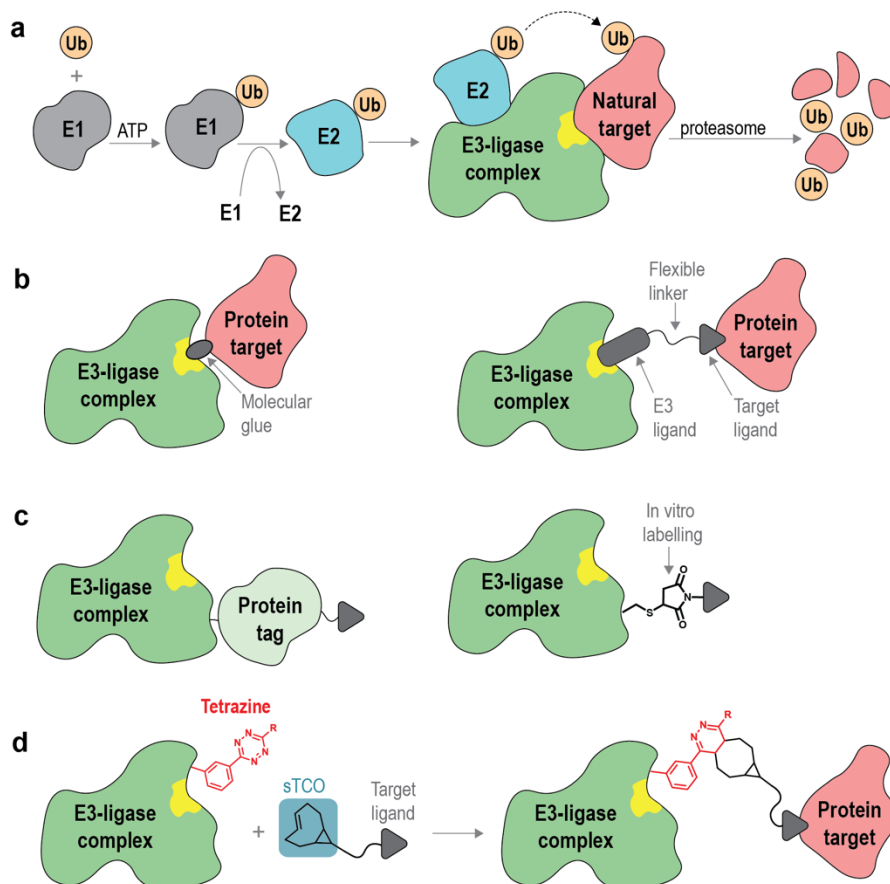 a
Ub
+
E1
ATP
Ub
E1
E1
E2
Ub
E2
Ub
E2
E3-ligase
complex
Ub
Natural
target
proteasome
Ub
Ub
Ub
b
E3-ligase
complex
Protein
target
Molecular
glue
E3-ligase
complex
Flexible
linker
E3
ligand
Target
ligand
Protein
target
c
E3-ligase
complex
Protein
tag
E3-ligase
complex
In vitro
labelling
S
O
N
O
d
E3-ligase
complex
Tetrazine
R
N
N
N
N
+
sTCO
Target
ligand
E3-ligase
complex
R
N
N
Protein
target